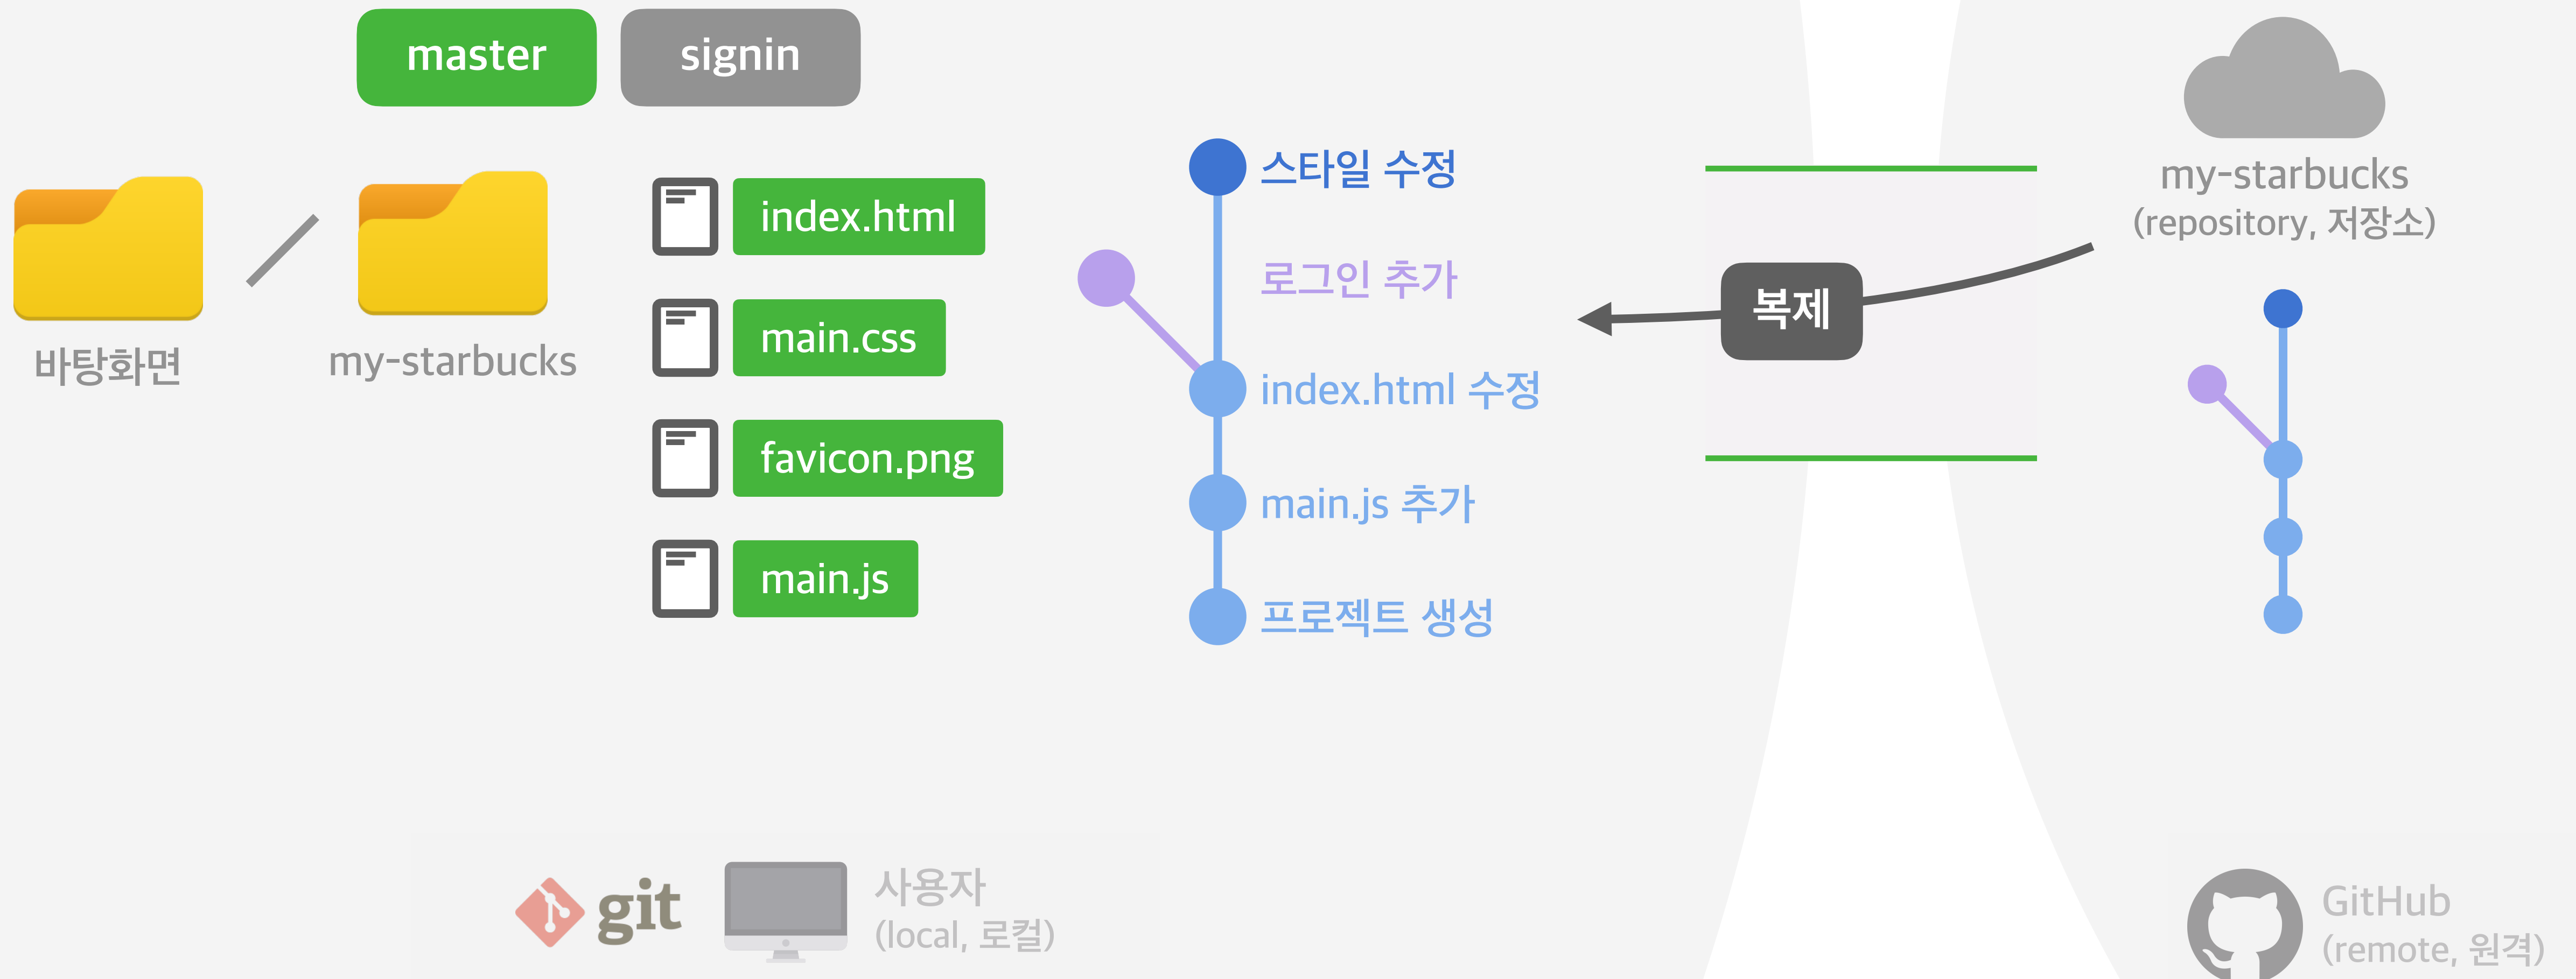 master
signin
바탕화면
my-starbucks
index.html
main.css
favicon.png
main.js
스타일 수정
로그인 추가
index.html 수정
main.js 추가
프로젝트 생성
복제
my-starbucks
(repository, 저장소)
git
사용자
(local, 로컬)
GitHub
(remote, 원격)